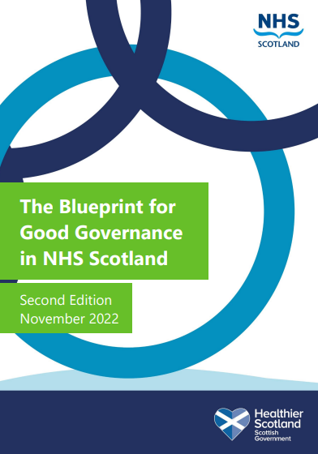 NHS
SCOTLAND
The Blueprint for
Good Governance
in NHS Scotland
Second Edition
November 2022
Healthier
Scotland
Scottish
Government